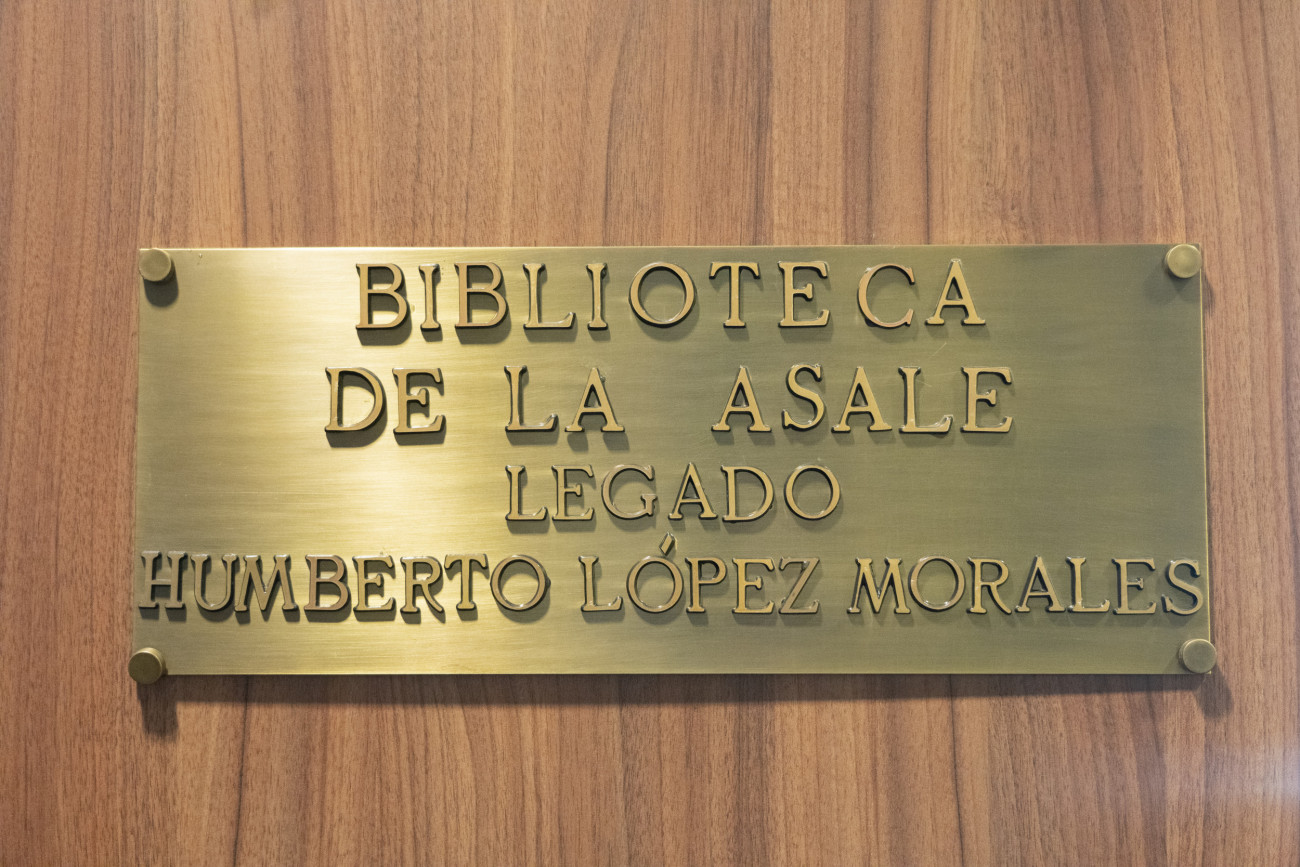 BIBLIOTECA
DE LA ASALE
LEGADO
HUMBERTO LÓPEZ MORALES